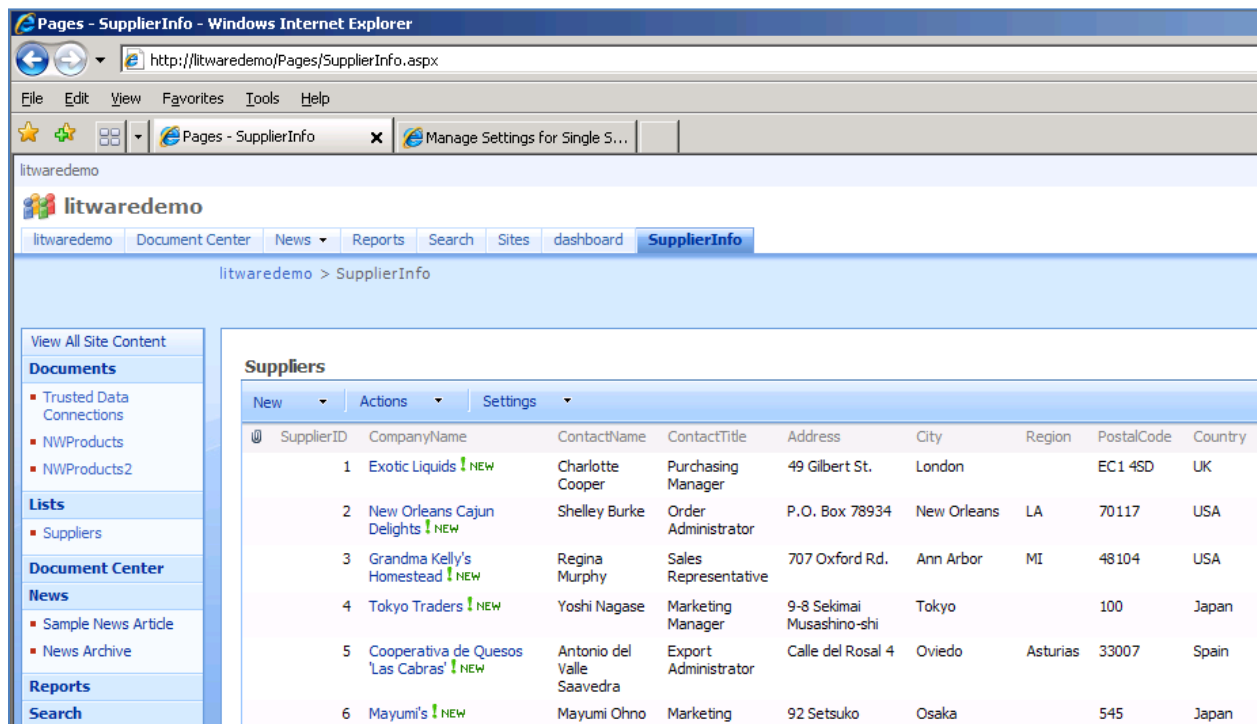 Pages - SupplierInfo - Windows Internet Explorer
http://litwaredemo/Pages/SupplierInfo.aspx
File Edit View Favorites Tools Help
Pages - SupplierInfo Manage Settings for Single S...
litwaredemo
litwaredemo
litwaredemo Document Center News Reports Search Sites dashboard SupplierInfo
litwaredemo > SupplierInfo
View All Site Content
Documents
Trusted Data
Connections
NWProducts
NWProducts2
Lists
Suppliers
Document Center
News
Sample News Article
News Archive
Reports
Search
Suppliers
New Actions Settings
SupplierID CompanyName ContactName ContactTitle Address City Region PostalCode Country
1 Exotic Liquids ! NEW Charlotte Purchasing 49 Gilbert St. London EC1 4SD UK
Cooper Manager
2 New Orleans Cajun Shelley Burke Order P.O. Box 78934 New Orleans LA 70117 USA
Delights ! NEW Administrator
3 Grandma Kelly's Regina Sales 707 Oxford Rd. Ann Arbor MI 48104 USA
Homestead ! NEW Murphy Representative
4 Tokyo Traders ! NEW Yoshi Nagase Marketing 9-8 Sekimai Tokyo 100 Japan
Manager Musashino-shi
5 Cooperativa de Quesos Antonio del Export Calle del Rosal 4 Oviedo Asturias 33007 Spain
'Las Cabras' ! NEW Valle Administrator
Saavedra
6 Mayumi's ! NEW Mayumi Ohno Marketing 92 Setsuko Osaka 545 Japan